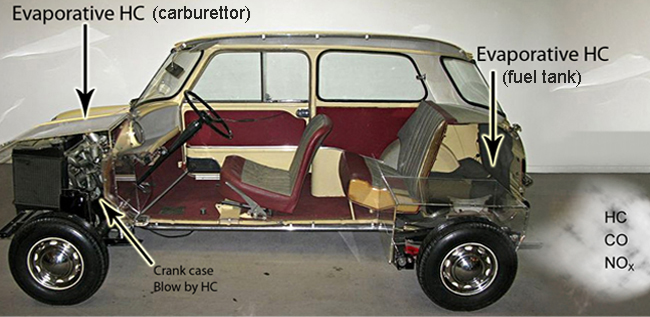 Evaporative HC (carburettor)
Evaporative HC
(fuel tank)
Crank case
Blow by HC
HC
CO
NOx